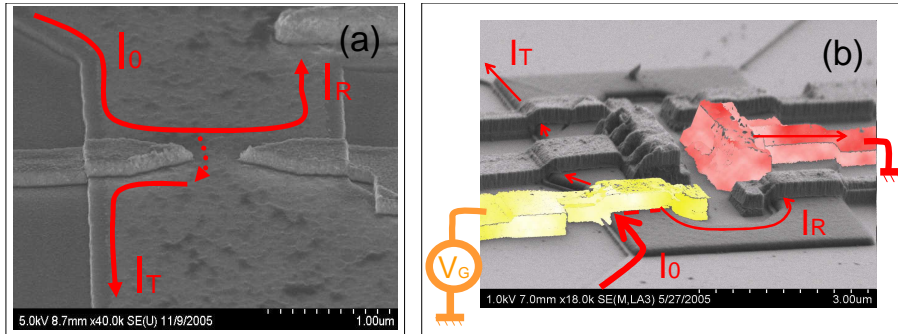 (a)
I0
IR
IT
5.0kV 8.7mm x40.0k SE(U) 11/9/2005
1.00um
(b)
IT
IR
I0
VG
1.0kV 7.0mm x18.0k SE(M,LA3) 5/27/2005
3.00um